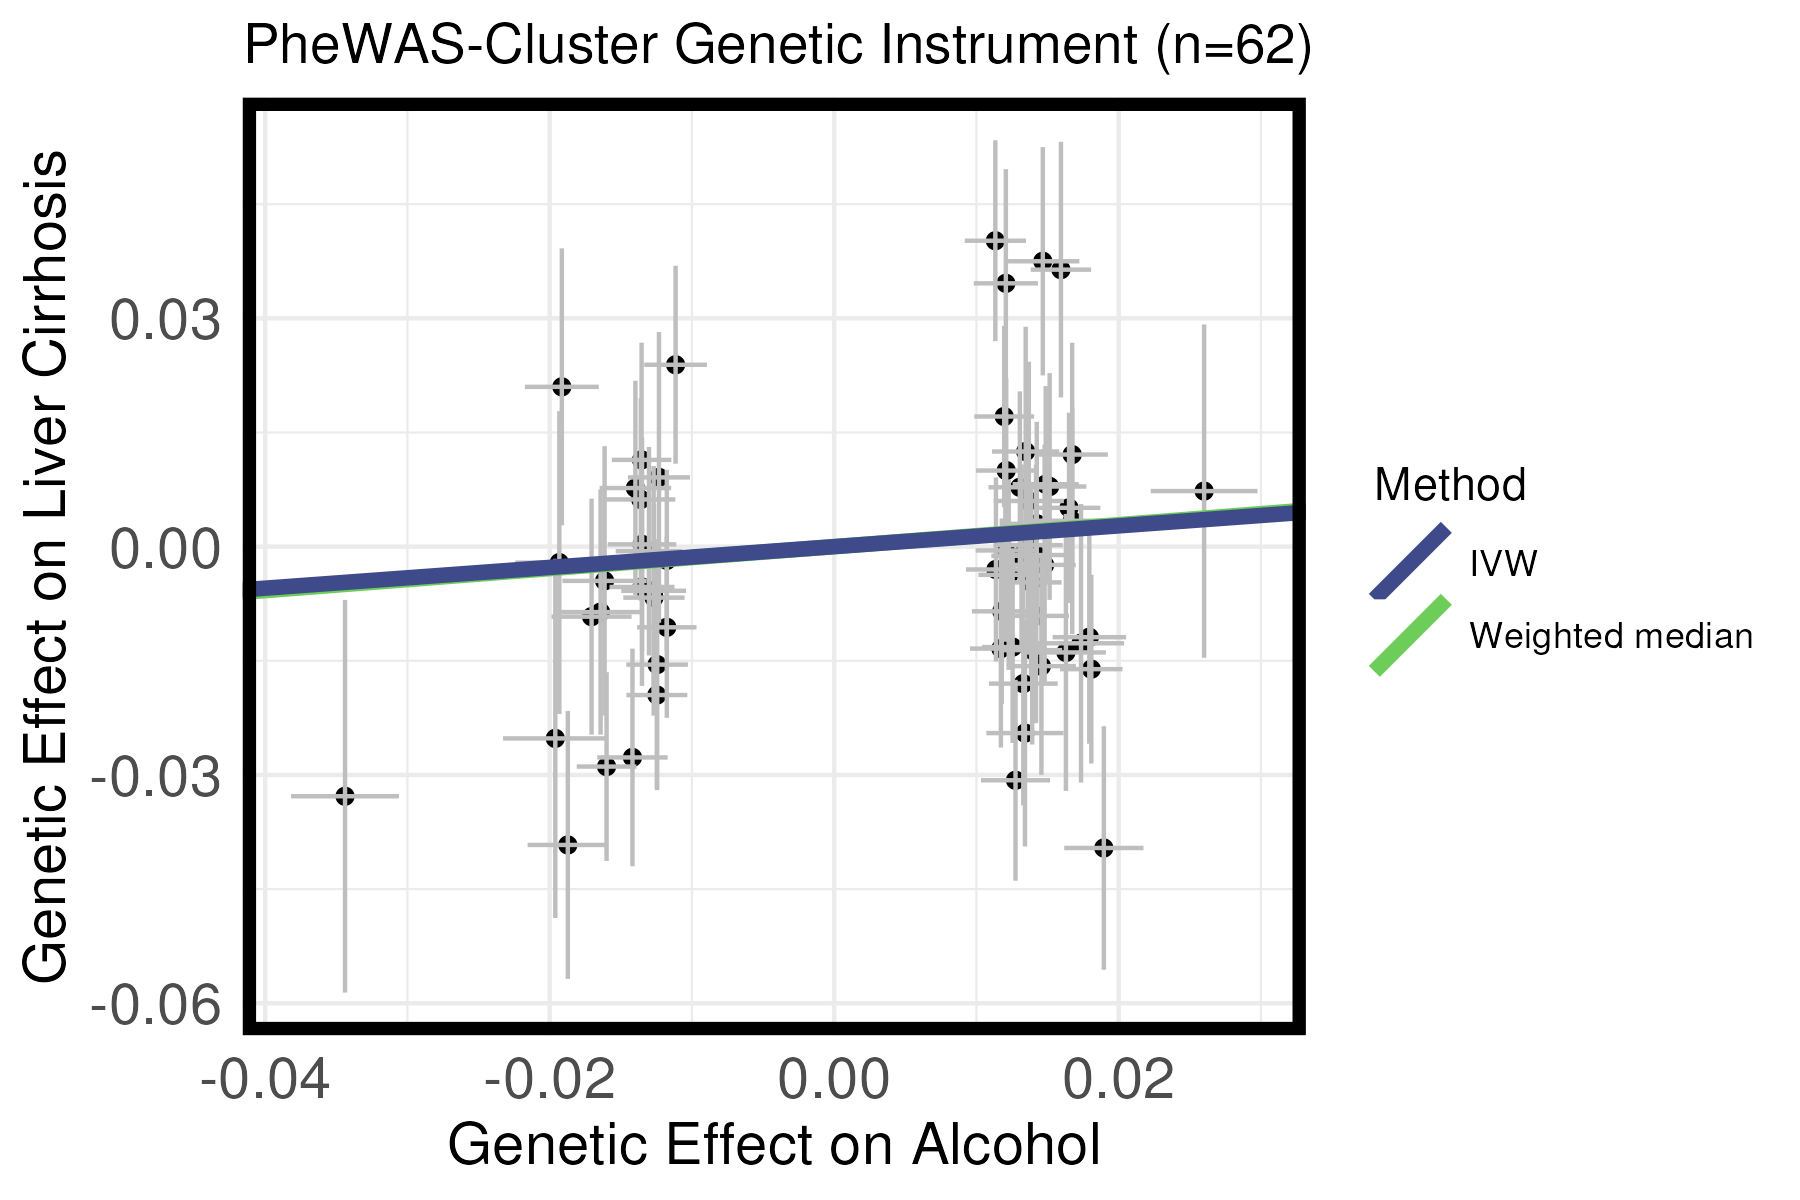 PheWAS-Cluster Genetic Instrument (n=62)
Genetic Effect on Liver Cirrhosis
0.03
0.00
-0.03
-0.06
-0.04
-0.02
0.00
0.02
Genetic Effect on Alcohol
Method
IVW
Weighted median